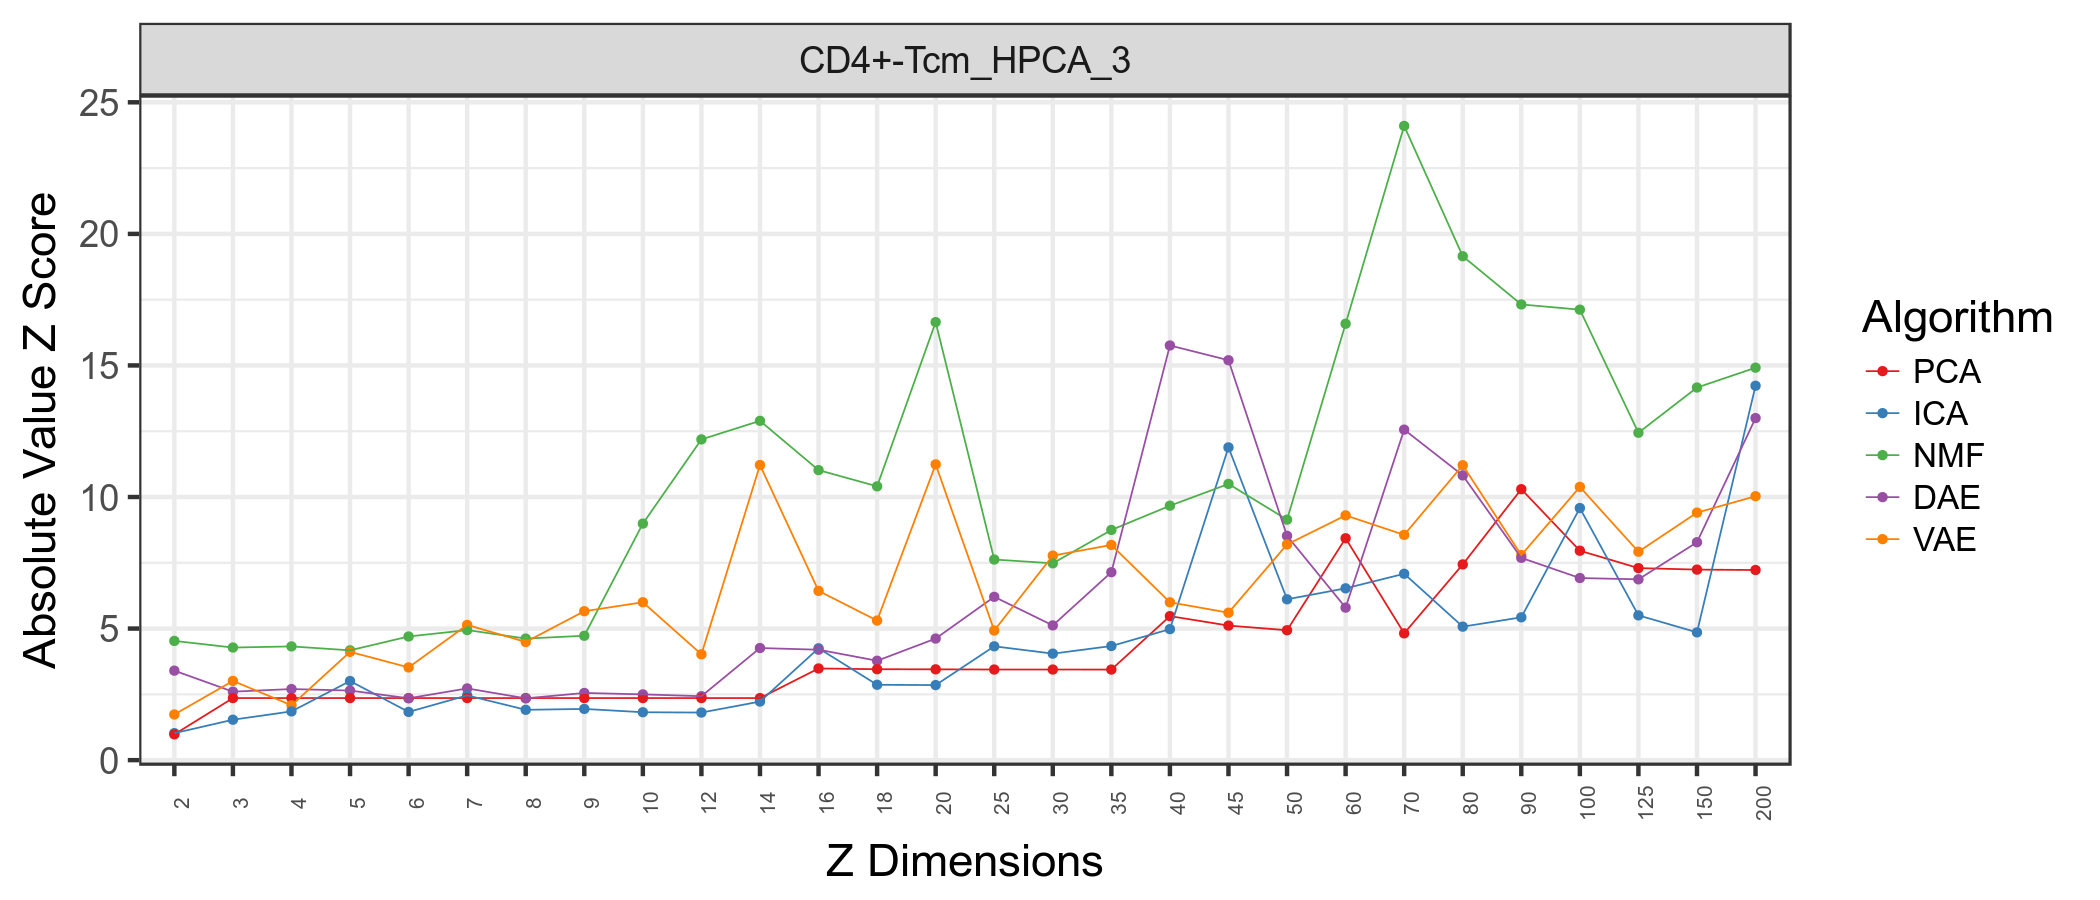 CD4+-Tcm_HPCA_3
Absolute Value Z Score
25
20
15
10
5
0
2 3 4 5 6 7 8 9 10 12 14 16 18 20 25 30 35 40 45 50 60 70 80 90 100 125 150 200
Z Dimensions
Algorithm
PCA
ICA
NMF
DAE
VAE